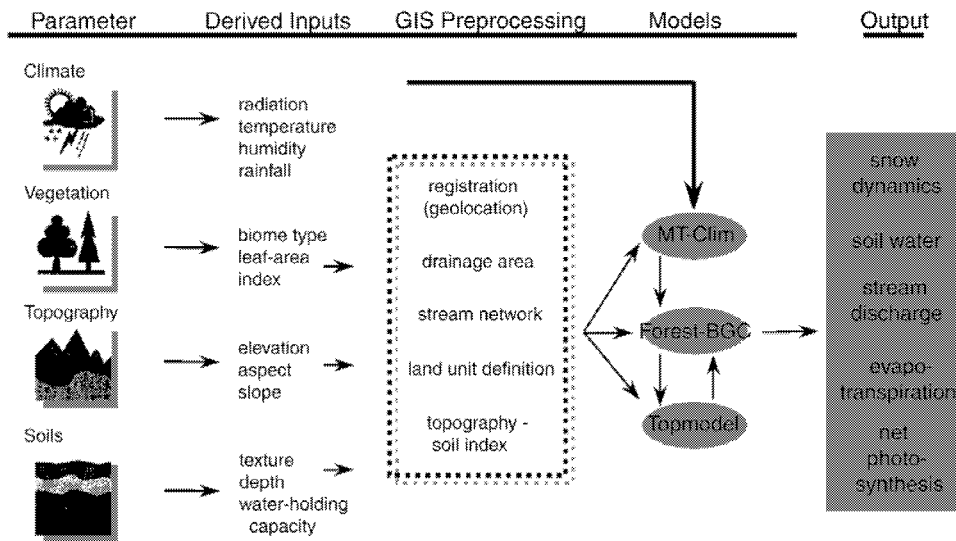 Parameter
Derived Inputs
GIS Preprocessing
Models
Output
Climate
radiation
temperature
humidity
rainfall
Vegetation
biome type
leaf-area
index
Topography
elevation
aspect
slope
Soils
texture
depth
water-holding
capacity
registration
(geolocation)
drainage area
stream network
land unit definition
topography -
soil index
MT-Clim
Forest-BGC
Topmodel
snow
dynamics
soil water
stream
discharge
evapo-
transpiration
net
photo-
synthesis